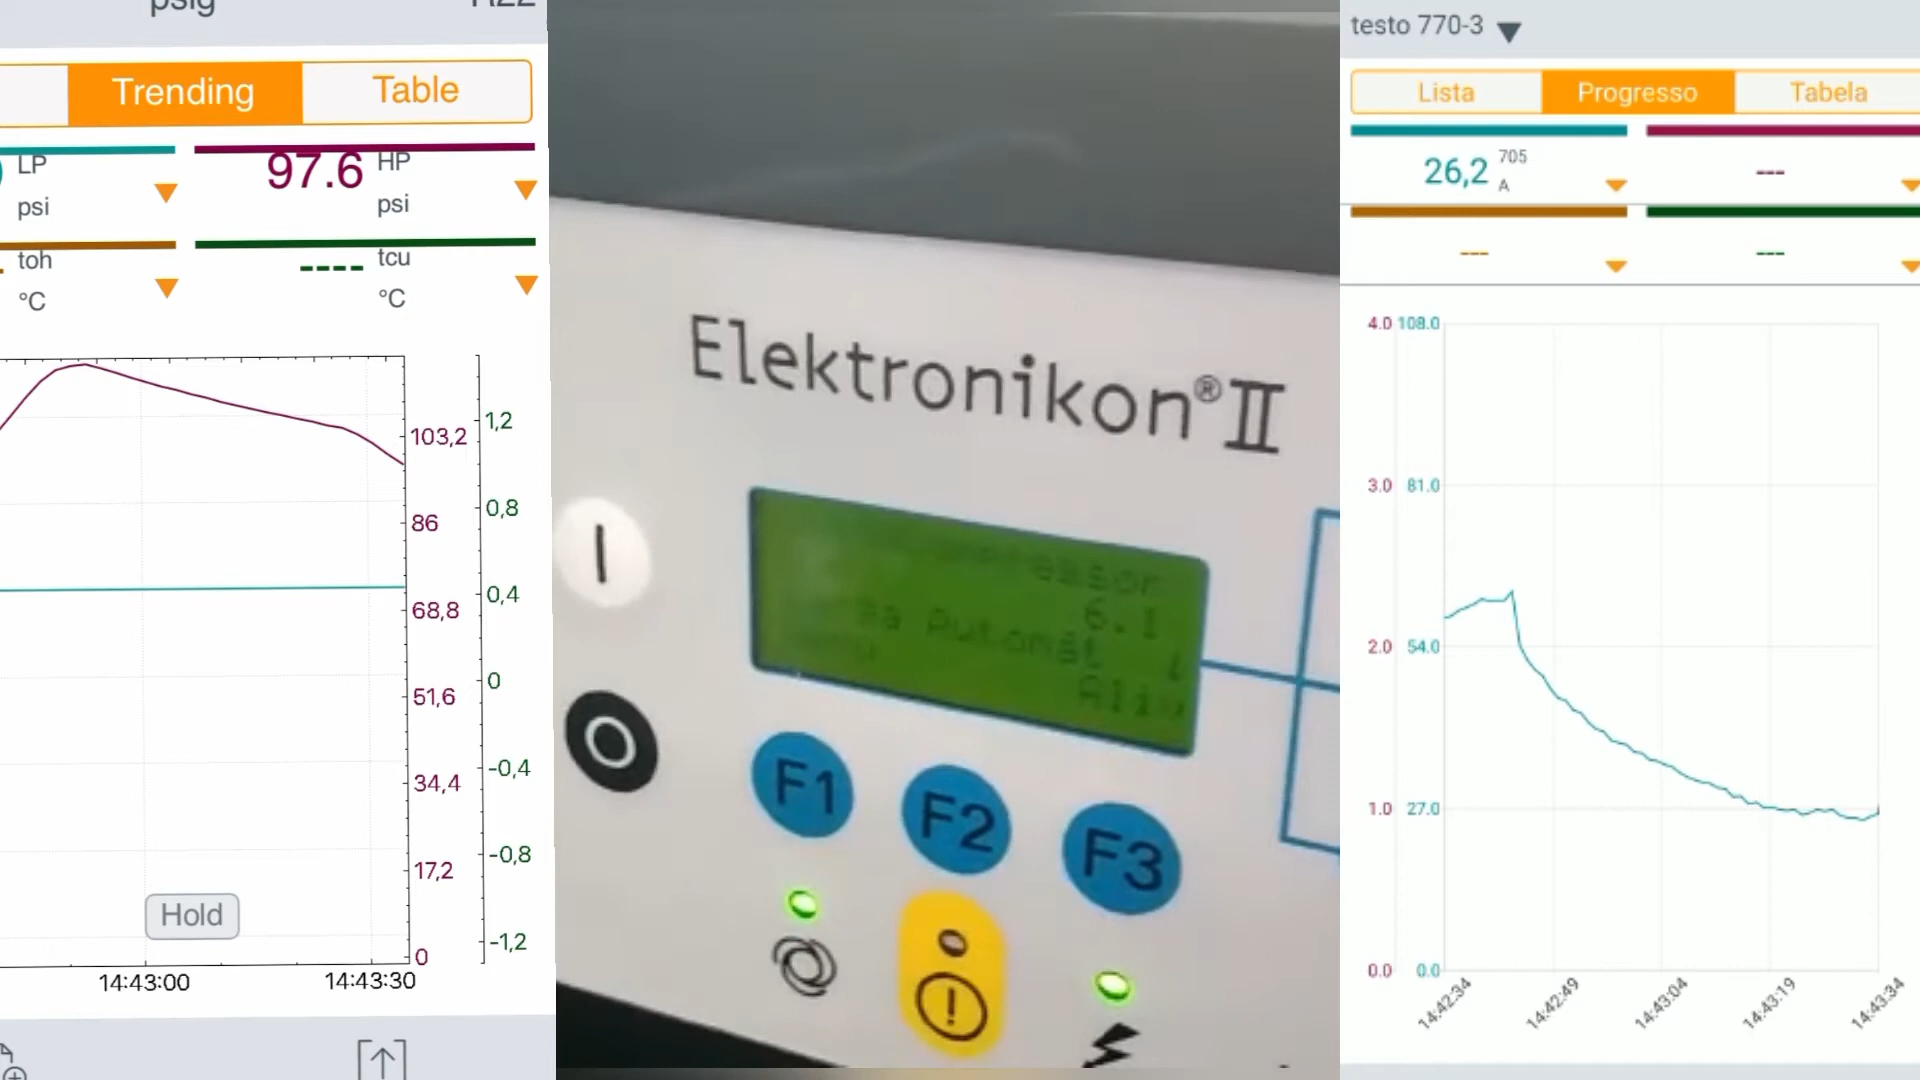 psig
R22
Trending
Table
LP
psi
97.6
HP
psi
toh
°C
----
tcu
°C
103,2
86
68,8
51,6
34,4
17,2
0
1,2
0,8
0,4
0
-0,4
-0,8
-1,2
Hold
14:43:00
14:43:30
Elektronikon® II
6.1
Automát
F1
F2
F3
testo 770-3
Lista
Progresso
Tabela
26,2
705
A
---
---
---
4.0 108.0
3.0 81.0
2.0 54.0
1.0 27.0
0.0 0.0
14:42:34
14:42:49
14:43:04
14:43:19
14:43:34